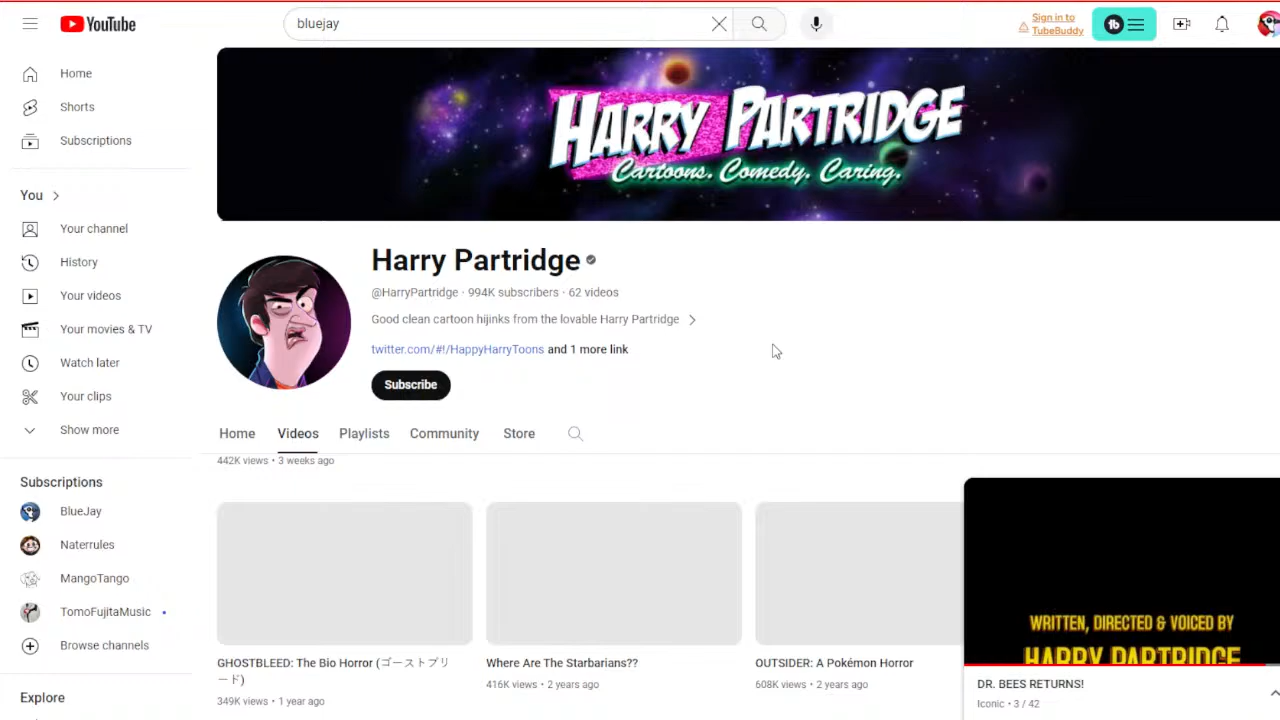 YouTube
bluejay
Sign in to
TubeBuddy
tb
Home
Shorts
Subscriptions
You
Your channel
History
Your videos
Your movies & TV
Watch later
Your clips
Show more
Subscriptions
BlueJay
Naterrules
MangoTango
TomoFujitaMusic
Browse channels
Explore
HARRY PARTRIDGE
Cartoons. Comedy. Caring.
Harry Partridge
@HarryPartridge · 994K subscribers · 62 videos
Good clean cartoon hijinks from the lovable Harry Partridge
twitter.com/#!/HappyHarryToons and 1 more link
Subscribe
Home Videos Playlists Community Store
442K views • 3 weeks ago
GHOSTBLEED: The Bio Horror (ゴーストブリ
ード)
349K views • 1 year ago
Where Are The Starbarians??
416K views • 2 years ago
OUTSIDER: A Pokémon Horror
608K views • 2 years ago
WRITTEN, DIRECTED & VOICED BY
HARRY PARTRIDGE
DR. BEES RETURNS!
Iconic • 3 / 42